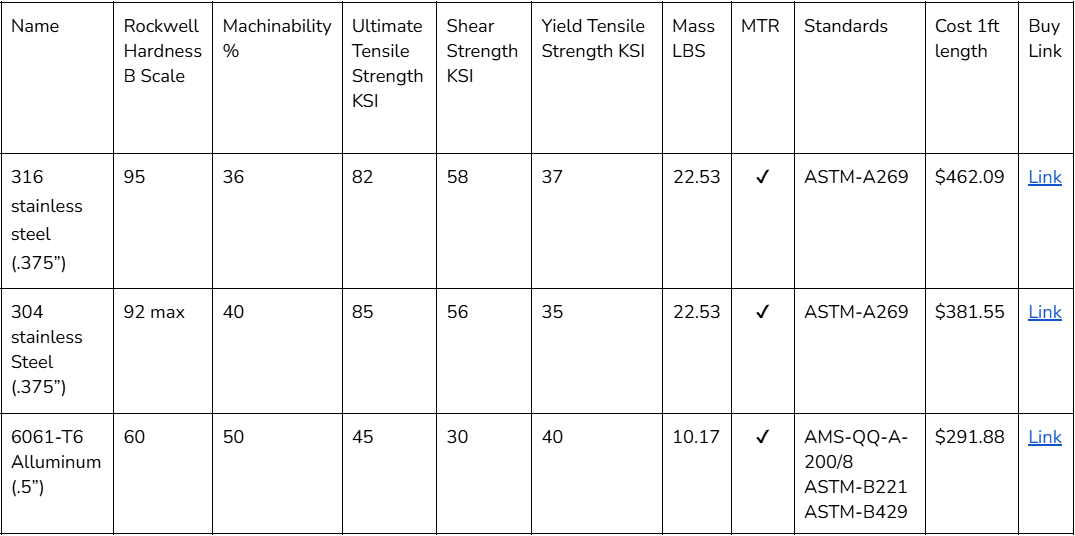 Name Rockwell Machinability Ultimate Shear Yield Tensile Mass MTR Standards Cost 1ft Buy
Hardness % Tensile Strength Strength KSI LBS length Link
B Scale Strength KSI
KSI
316 95 36 82 58 37 22.53 ✓ ASTM-A269 $462.09 Link
stainless
steel
(.375”)
304 92 max 40 85 56 35 22.53 ✓ ASTM-A269 $381.55 Link
stainless
Steel
(.375”)
6061-T6 60 50 45 30 40 10.17 ✓ AMS-QQ-A- $291.88 Link
Alluminum 200/8
(.5”) ASTM-B221
ASTM-B429